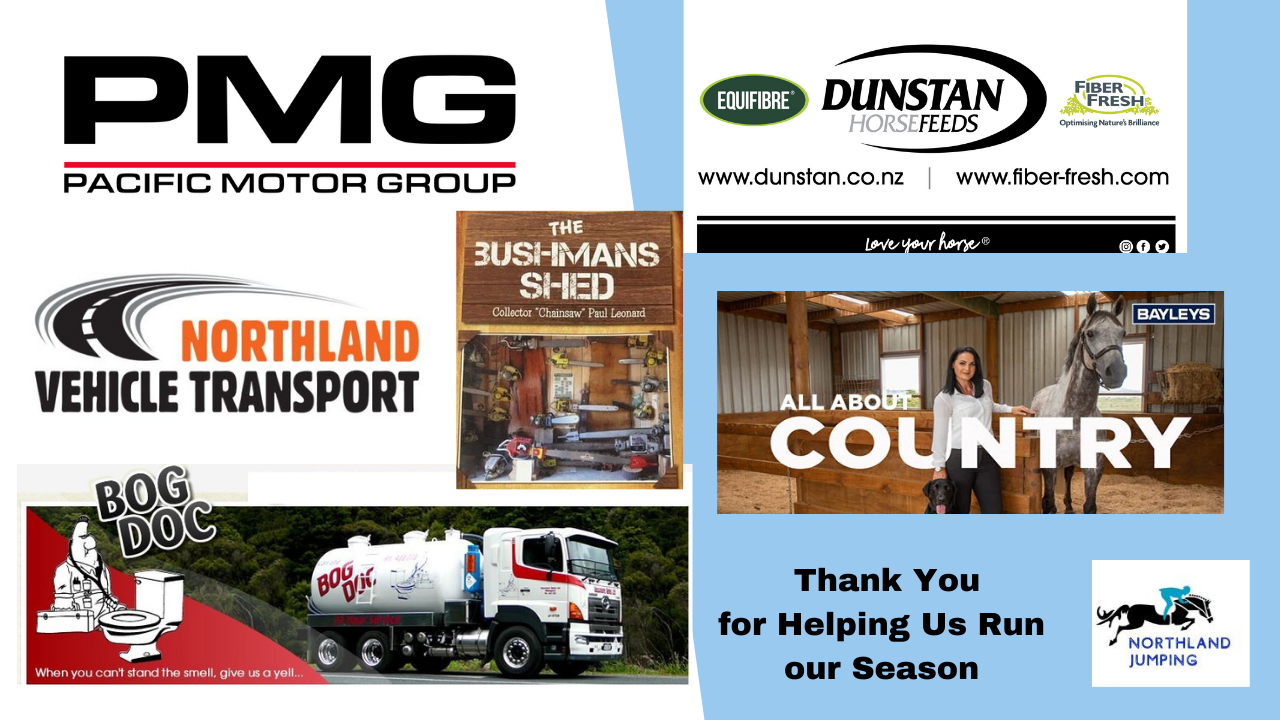 PMG
PACIFIC MOTOR GROUP
EQUIFIBRE®
DUNSTAN
HORSEFEEDS
FIBER
FRESH
Optimising Nature's Brilliance
www.dunstan.co.nz | www.fiber-fresh.com
Love your horse®
NORTHLAND
VEHICLE TRANSPORT
THE
BUSHMANS
SHED
Collector "Chainsaw" Paul Leonard
BAYLEYS
ALL ABOUT
COUNTRY
BOG
DOC
BOG
DOC
When you can't stand the smell, give us a yell...
Thank You
for Helping Us Run
our Season
NORTHLAND
JUMPING